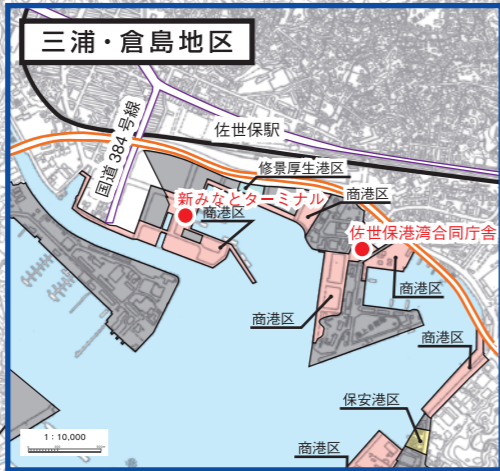 三浦・倉島地区
国道384号線
佐世保駅
修景厚生港区
新みなとターミナル
商港区
商港区
佐世保港湾合同庁舎
商港区
商港区
商港区
保安港区
商港区
1：10,000